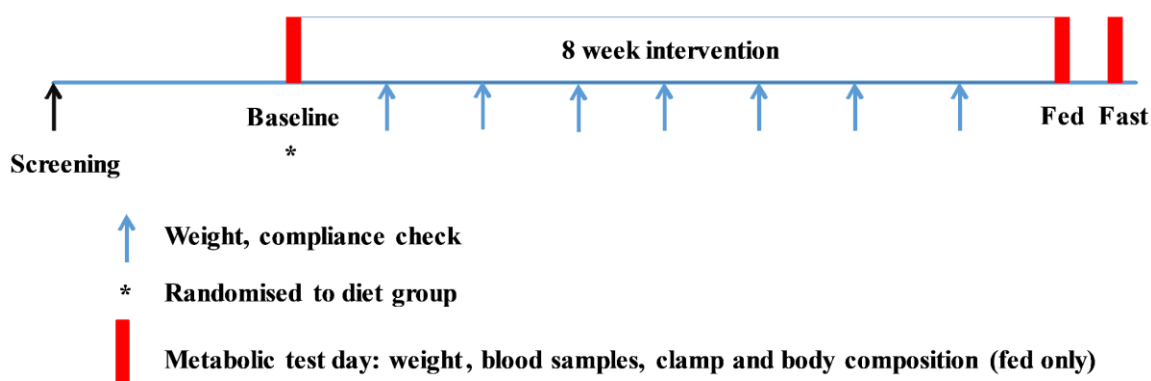 8 week intervention
Baseline
*
Fed
Fast
Screening
Weight, compliance check
* Randomised to diet group
Metabolic test day: weight, blood samples, clamp and body composition (fed only)